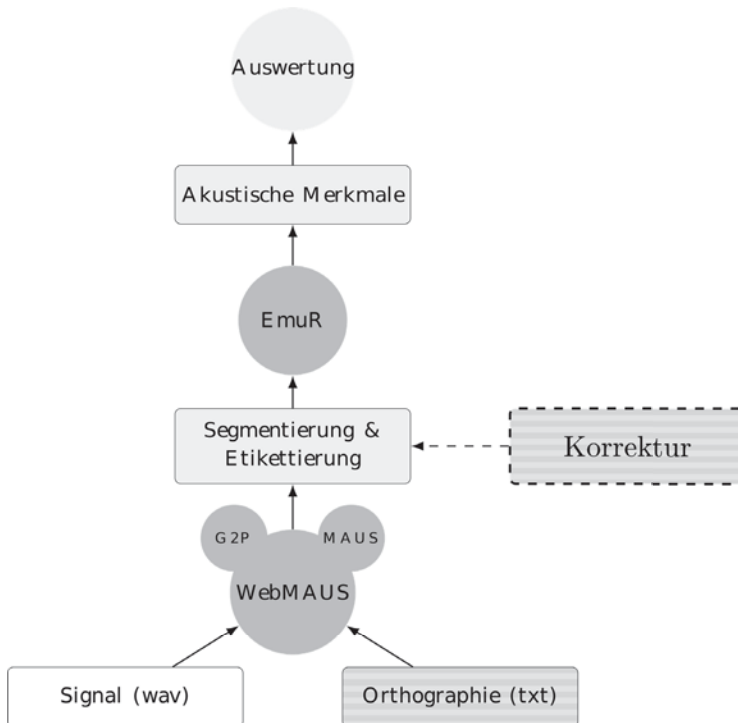 Auswertung
Akustische Merkmale
EmuR
Segmentierung &
Etikettierung
Korrektur
G2P
MAUS
WebMAUS
Signal (wav)
Orthographie (txt)